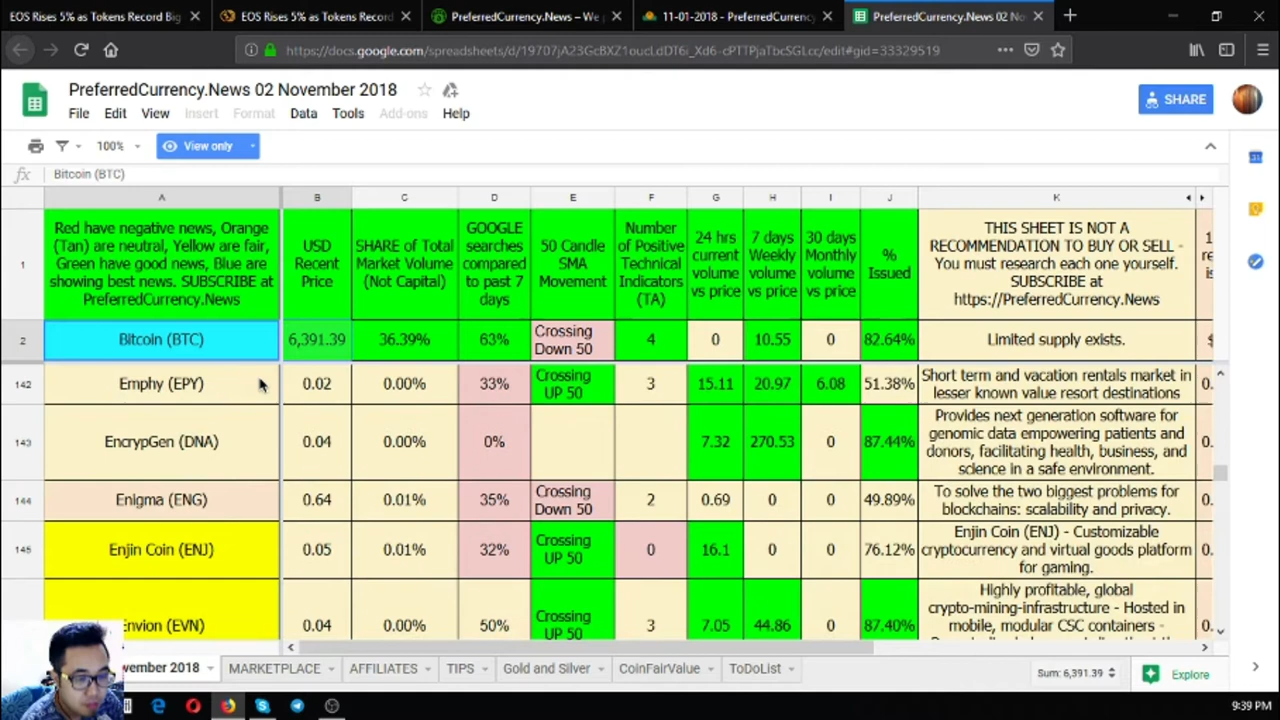 EOS Rises 5% as Tokens Record Big
EOS Rises 5% as Tokens Record
PreferredCurrency.News – We p
11-01-2018 - PreferredCurrency
PreferredCurrency.News 02 No
https://docs.google.com/spreadsheets/d/19707jA23GcBXZ1oucLdDT6i_Xd6-cPTTPjaTbcSGLcc/edit#gid=33329519
PreferredCurrency.News 02 November 2018
SHARE
File Edit View Insert Format Data Tools Add-ons Help
100% View only
fx Bitcoin (BTC)
A B C D E F G H I J K
1
Red have negative news, Orange
(Tan) are neutral, Yellow are fair,
Green have good news, Blue are
showing best news. SUBSCRIBE at
PreferredCurrency.News
USD
Recent
Price
SHARE of Total
Market Volume
(Not Capital)
GOOGLE
searches
compared
to past 7
days
50 Candle
SMA
Movement
Number
of Positive
Technical
Indicators
(TA)
24 hrs
current
volume
vs price
7 days
Weekly
volume
vs price
30 days
Monthly
volume
vs price
%
Issued
THIS SHEET IS NOT A
RECOMMENDATION TO BUY OR SELL -
You must research each one yourself.
SUBSCRIBE at
https://PreferredCurrency.News
2 Bitcoin (BTC) 6,391.39 36.39% 63% Crossing
Down 50 4 0 10.55 0 82.64% Limited supply exists. $
142 Emphy (EPY) 0.02 0.00% 33% Crossing
UP 50 3 15.11 20.97 6.08 51.38% Short term and vacation rentals market in
lesser known value resort destinations 0.
143 EncrypGen (DNA) 0.04 0.00% 0% 7.32 270.53 0 87.44% Provides next generation software for
genomic data empowering patients and
donors, facilitating health, business, and
science in a safe environment. 0.
144 Enigma (ENG) 0.64 0.01% 35% Crossing
Down 50 2 0.69 0 0 49.89% To solve the two biggest problems for
blockchains: scalability and privacy. 0.
145 Enjin Coin (ENJ) 0.05 0.01% 32% Crossing
UP 50 0 16.1 0 0 76.12% Enjin Coin (ENJ) - Customizable
cryptocurrency and virtual goods platform
for gaming. 0.
Envion (EVN) 0.04 0.00% 50% Crossing
UP 50 3 7.05 44.86 0 87.40% Highly profitable, global
crypto-mining-infrastructure - Hosted in
mobile, modular CSC containers -
vember 2018 MARKETPLACE AFFILIATES TIPS Gold and Silver CoinFairValue ToDoList Sum: 6,391.39 Explore
9:39 PM